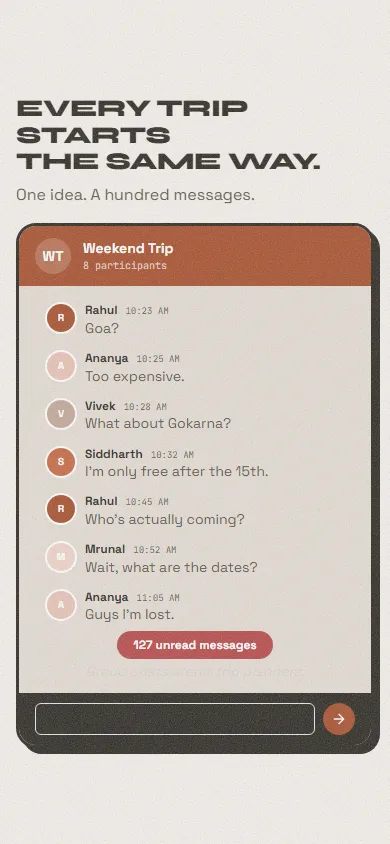 EVERY TRIP
STARTS
THE SAME WAY.
One idea. A hundred messages.
WT
Weekend Trip
8 participants
R
Rahul 10:23 AM
Goa?
A
Ananya 10:25 AM
Too expensive.
V
Vivek 10:28 AM
What about Gokarna?
S
Siddharth 10:32 AM
I'm only free after the 15th.
R
Rahul 10:45 AM
Who's actually coming?
M
Mrunal 10:52 AM
Wait, what are the dates?
A
Ananya 11:05 AM
Guys I'm lost.
127 unread messages